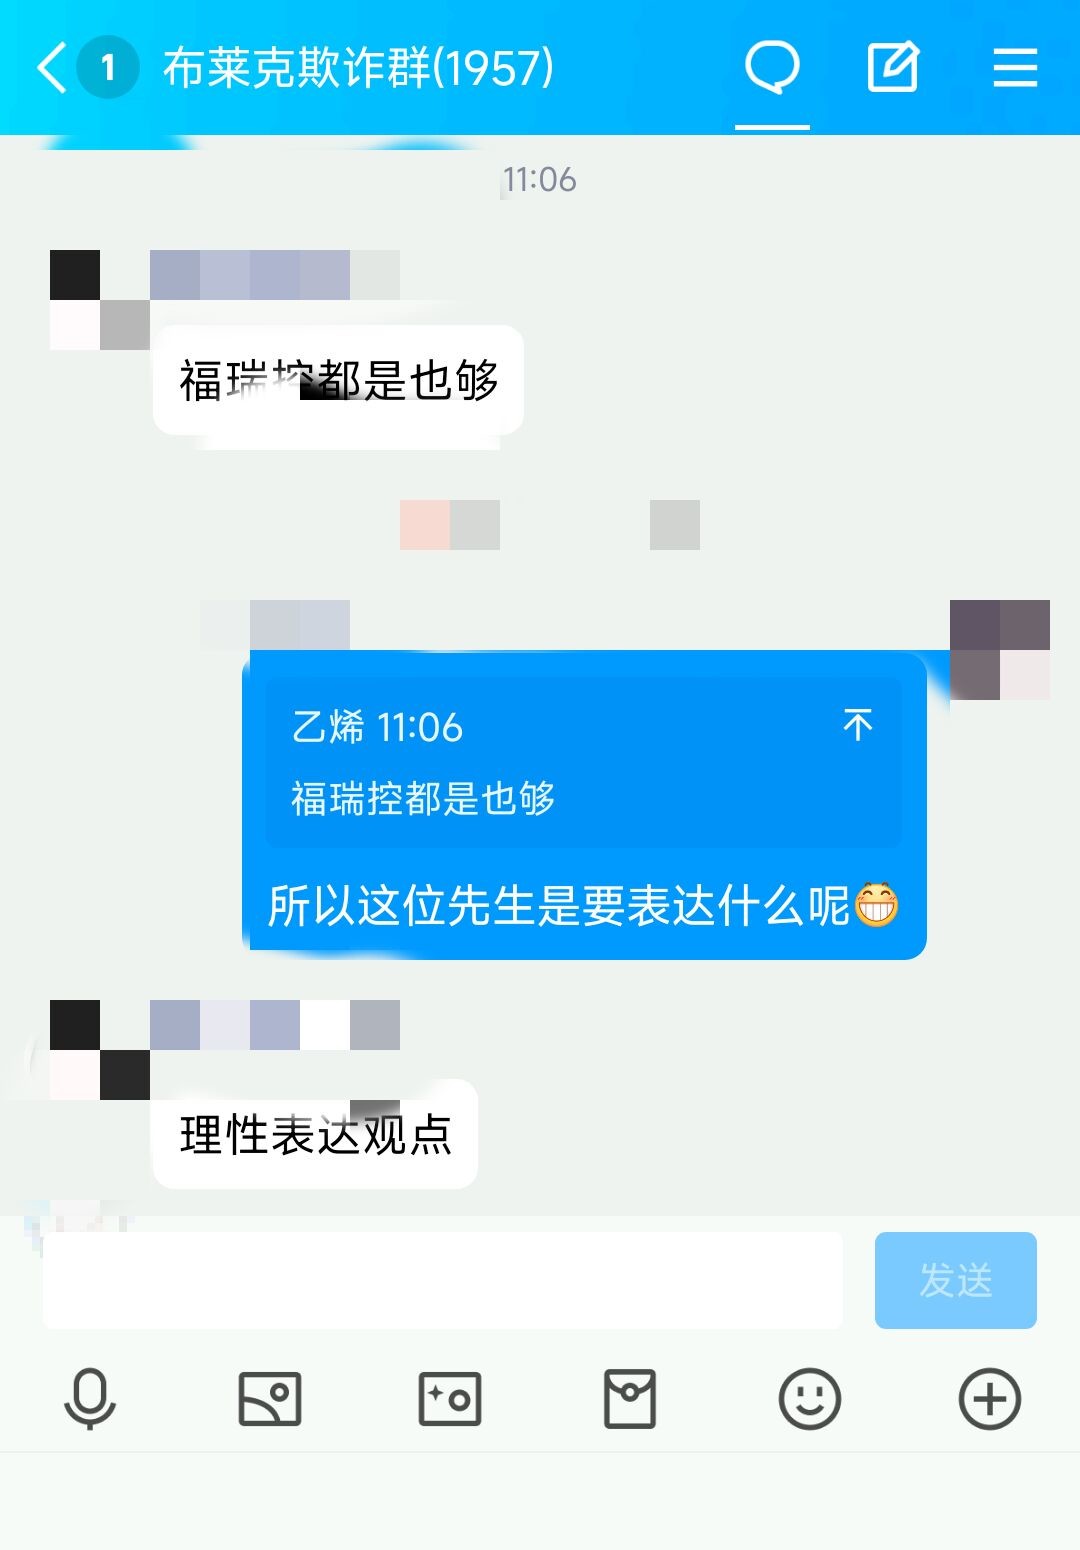 1
布莱克欺诈群(1957)
11:06
福瑞控都是也够
乙烯 11:06
福瑞控都是也够
所以这位先生是要表达什么呢😁
理性表达观点
发送